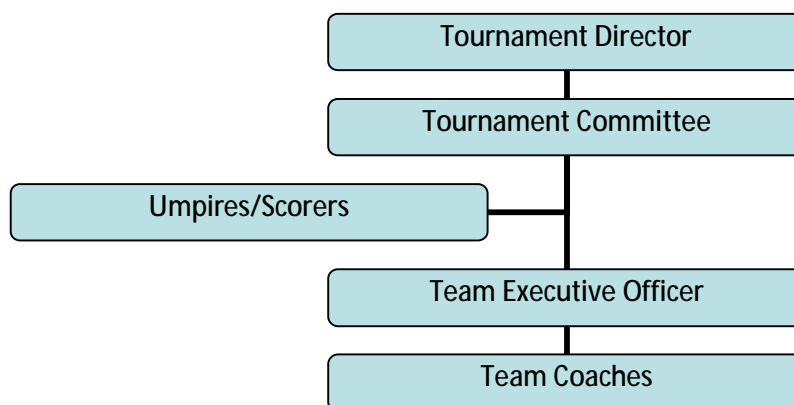 Tournament Director
Tournament Committee
Umpires/Scorers
Team Executive Officer
Team Coaches